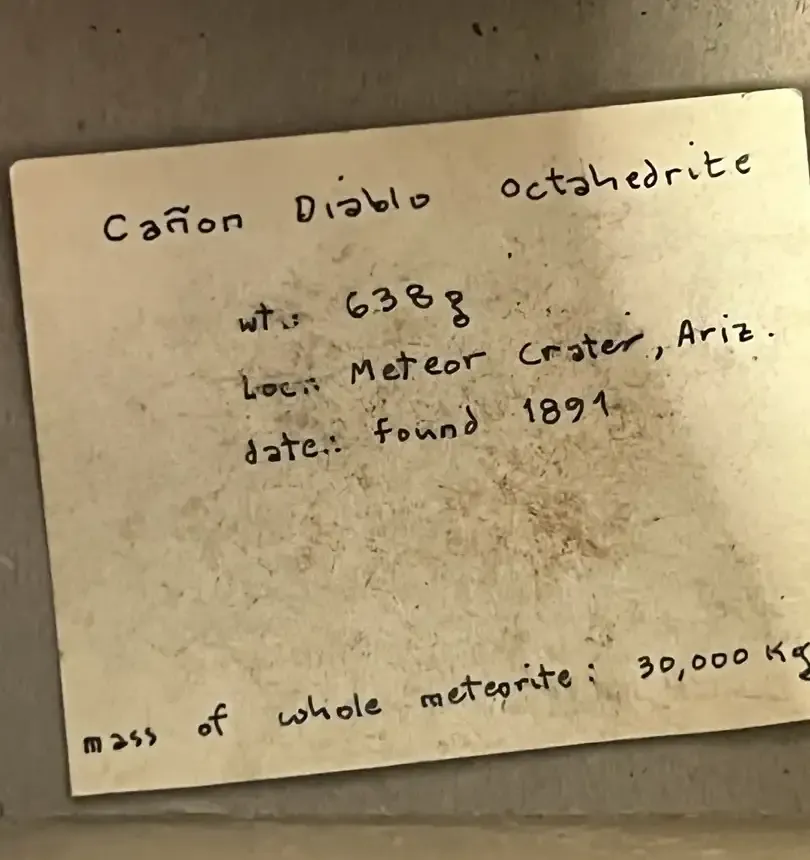 Cañon Diablo octahedrite
wt.: 638 g
Loc.: Meteor Crater, Ariz.
date.: found 1891
mass of whole meteorite: 30,000 Kg